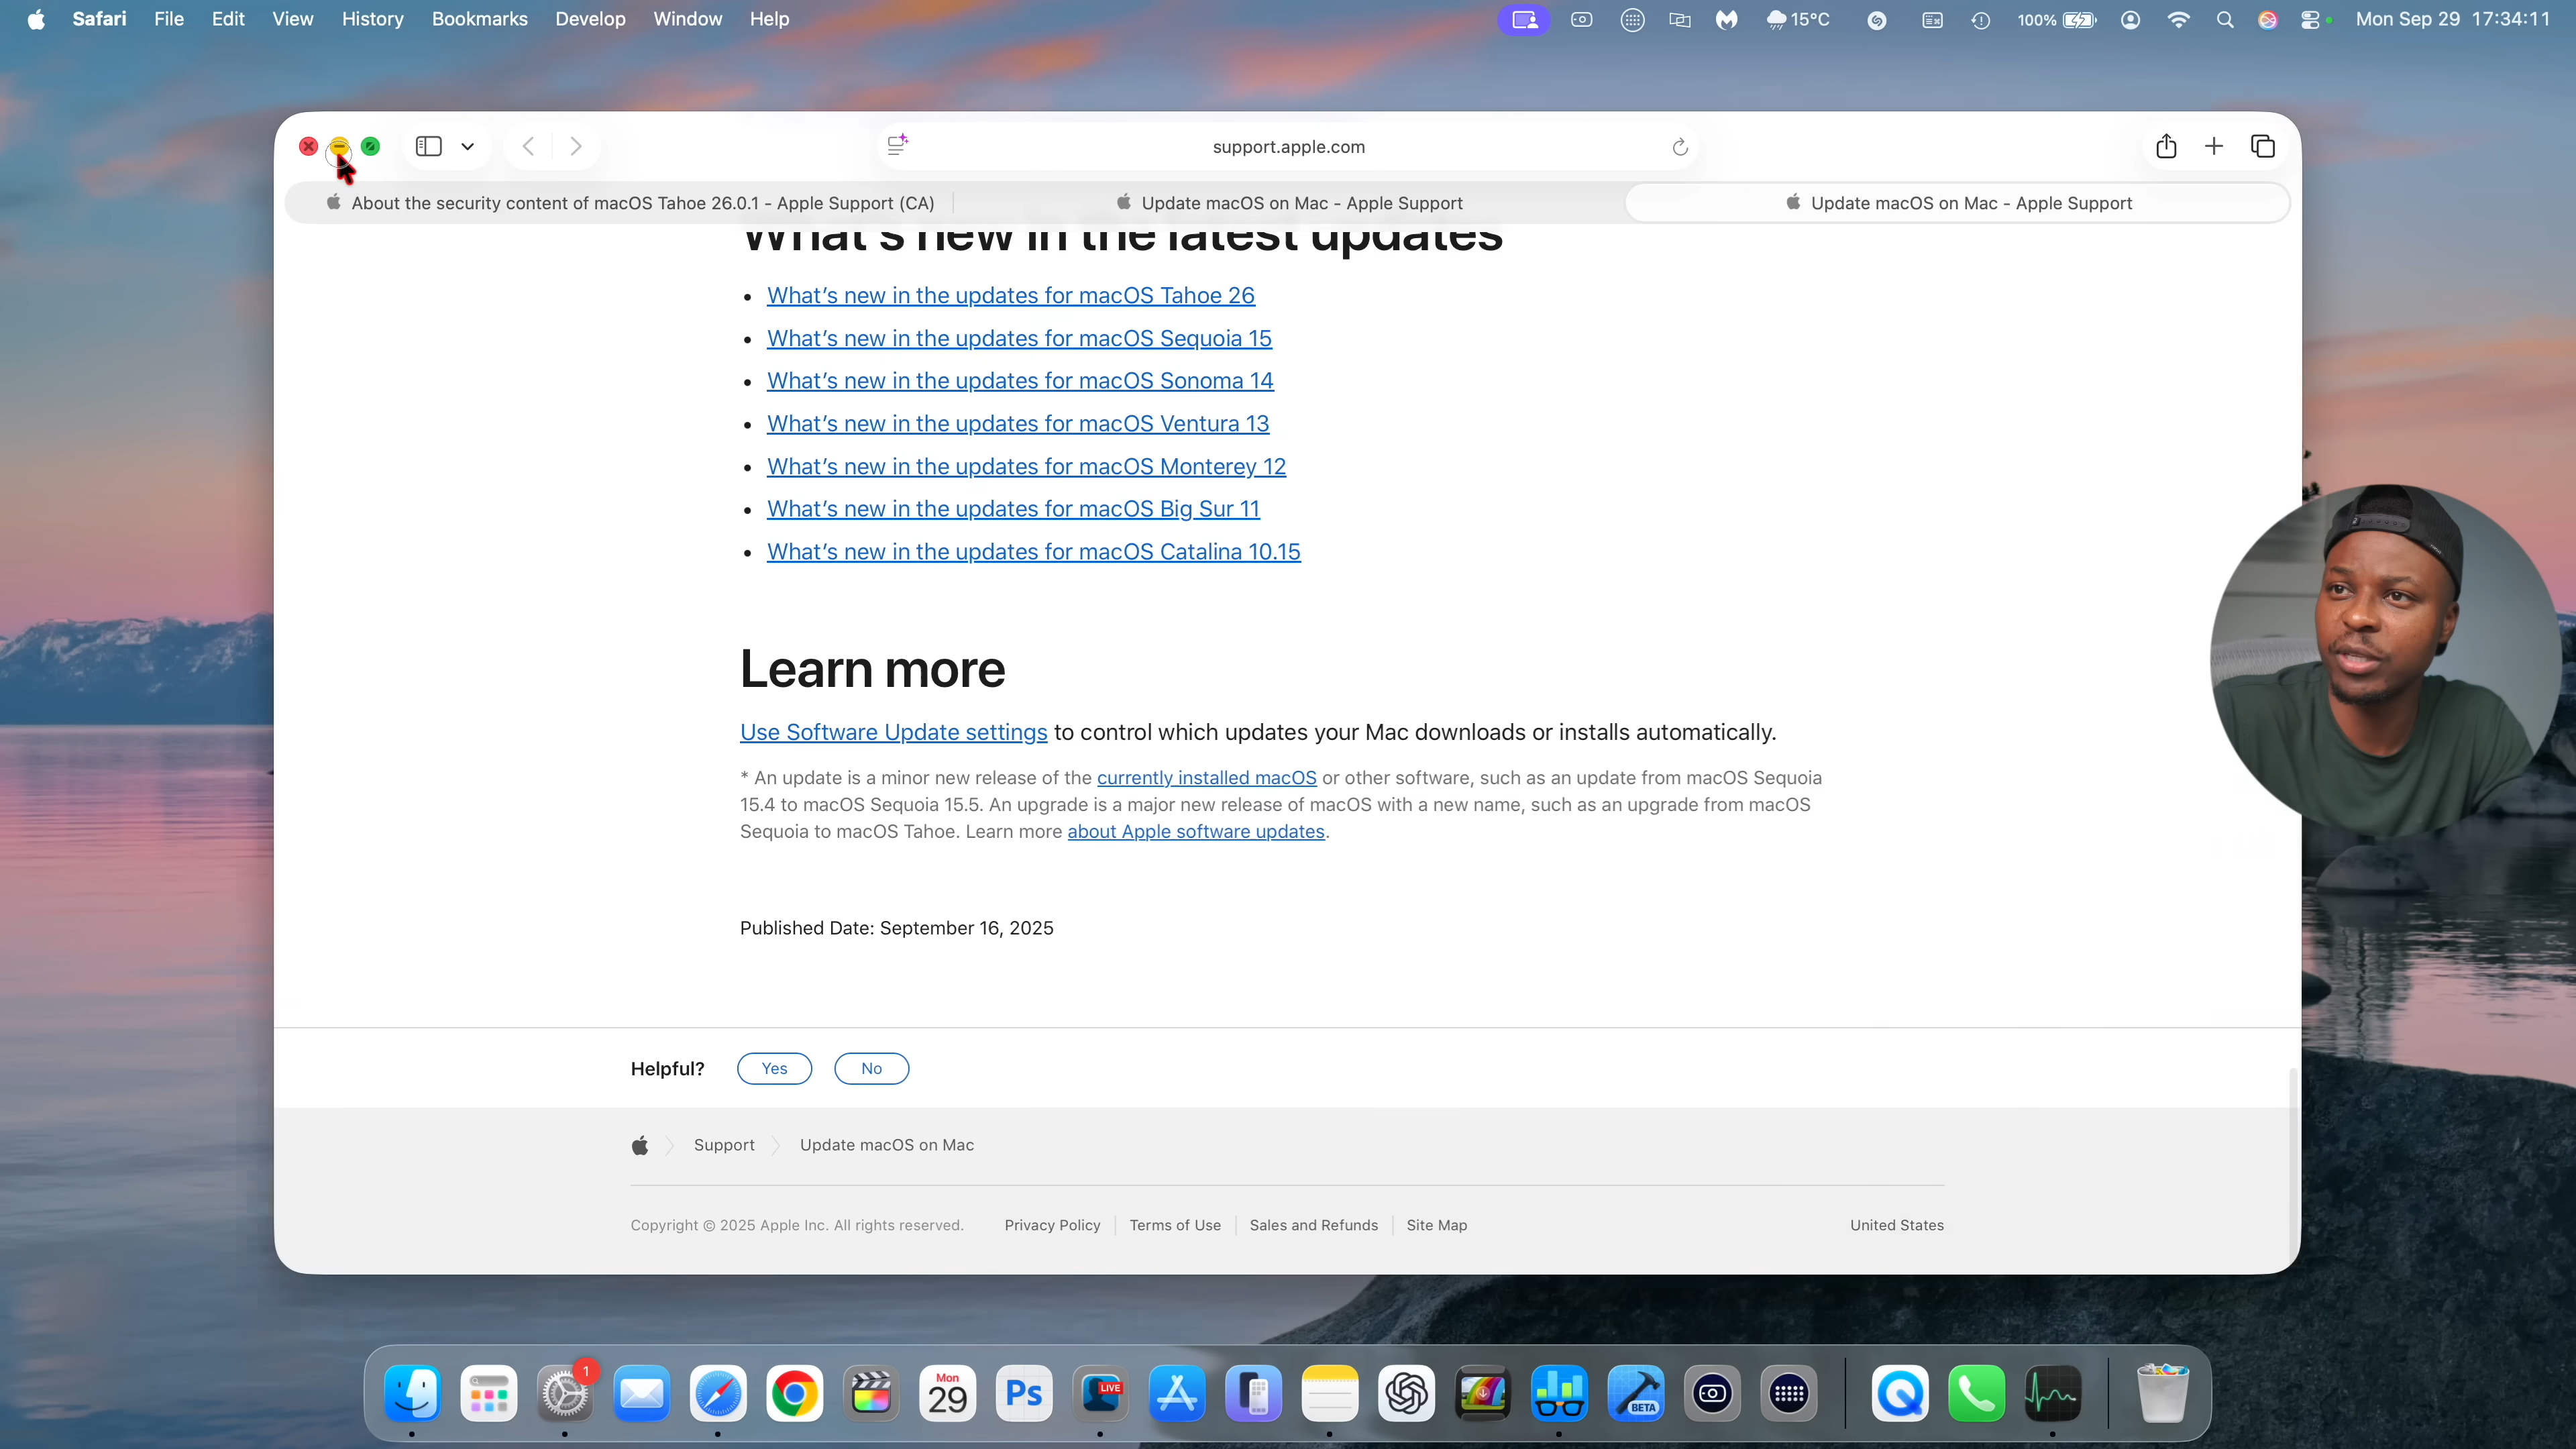 Safari File Edit View History Bookmarks Develop Window Help 15°C 100% Mon Sep 29 17:34:11
support.apple.com
About the security content of macOS Tahoe 26.0.1 - Apple Support (CA) Update macOS on Mac - Apple Support Update macOS on Mac - Apple Support
What's new in the latest updates
• What's new in the updates for macOS Tahoe 26
• What's new in the updates for macOS Sequoia 15
• What's new in the updates for macOS Sonoma 14
• What's new in the updates for macOS Ventura 13
• What's new in the updates for macOS Monterey 12
• What's new in the updates for macOS Big Sur 11
• What's new in the updates for macOS Catalina 10.15
Learn more
Use Software Update settings to control which updates your Mac downloads or installs automatically.
* An update is a minor new release of the currently installed macOS or other software, such as an update from macOS Sequoia
15.4 to macOS Sequoia 15.5. An upgrade is a major new release of macOS with a new name, such as an upgrade from macOS
Sequoia to macOS Tahoe. Learn more about Apple software updates.
Published Date: September 16, 2025
Helpful? Yes No
Support Update macOS on Mac
Copyright © 2025 Apple Inc. All rights reserved. Privacy Policy Terms of Use Sales and Refunds Site Map United States
1
Mon
29 Ps LIVE BETA